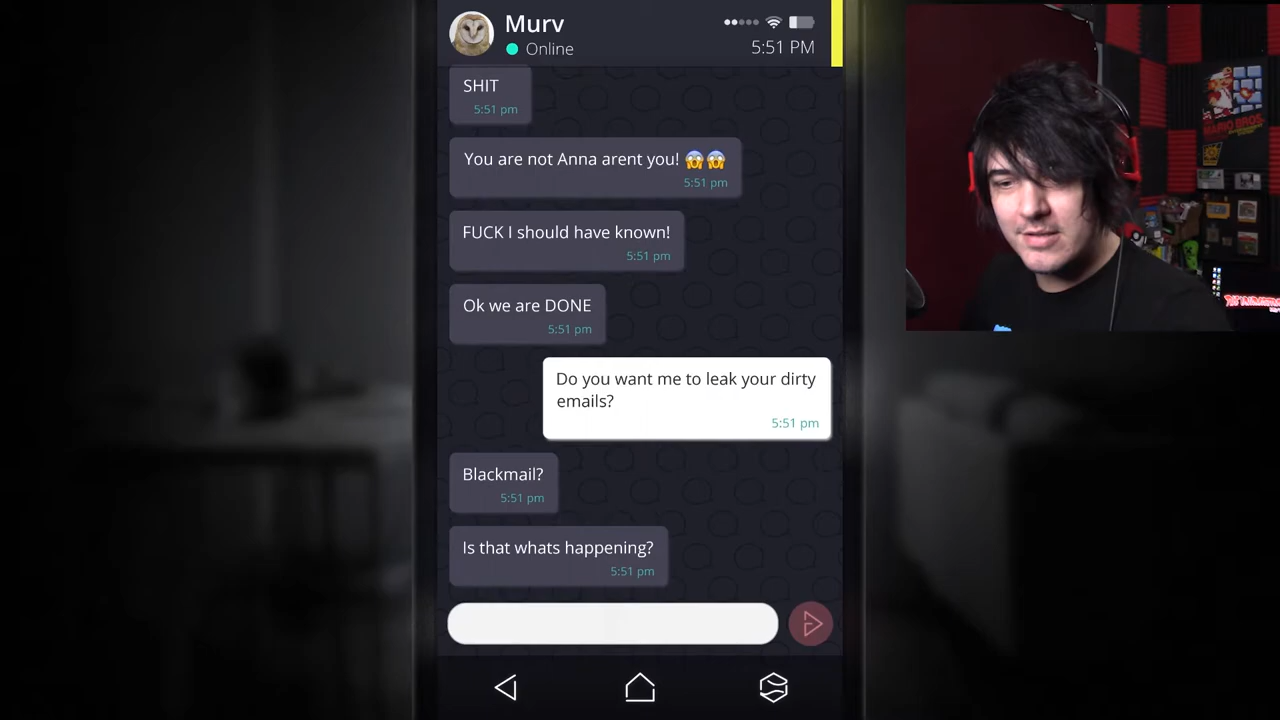 Murv
Online
5:51 PM
SHIT
5:51 pm
You are not Anna arent you! 😱😱
5:51 pm
FUCK I should have known!
5:51 pm
Ok we are DONE
5:51 pm
Do you want me to leak your dirty
emails?
5:51 pm
Blackmail?
5:51 pm
Is that whats happening?
5:51 pm
MARIO BROS.